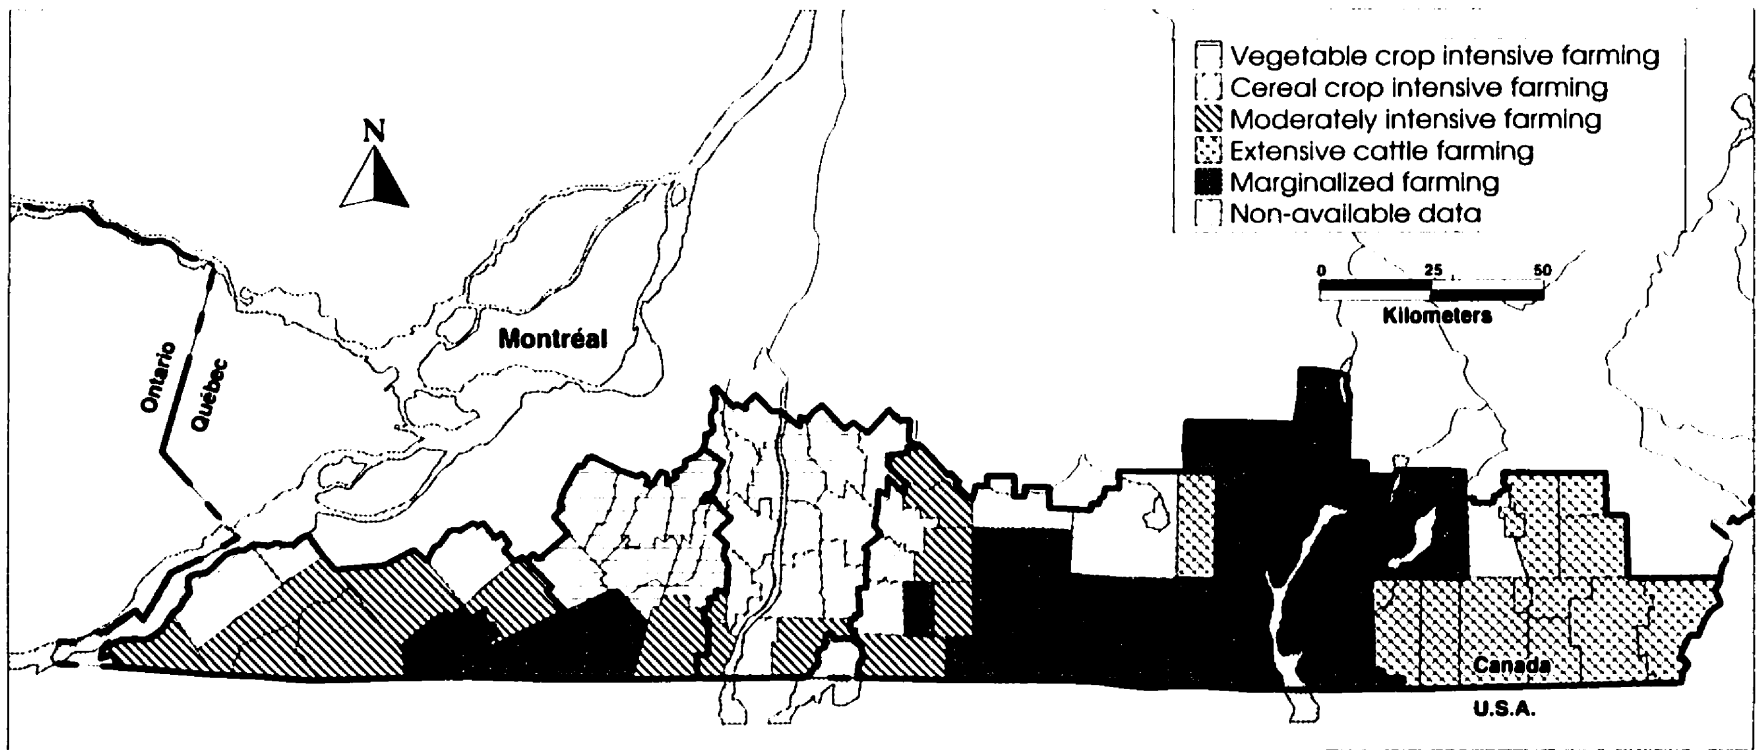 Vegetable crop intensive farming
Cereal crop intensive farming
Moderately intensive farming
Extensive cattle farming
Marginalized farming
Non-available data
N
0 25 50
Kilometers
Montréal
Ontario
Québec
Canada
U.S.A.